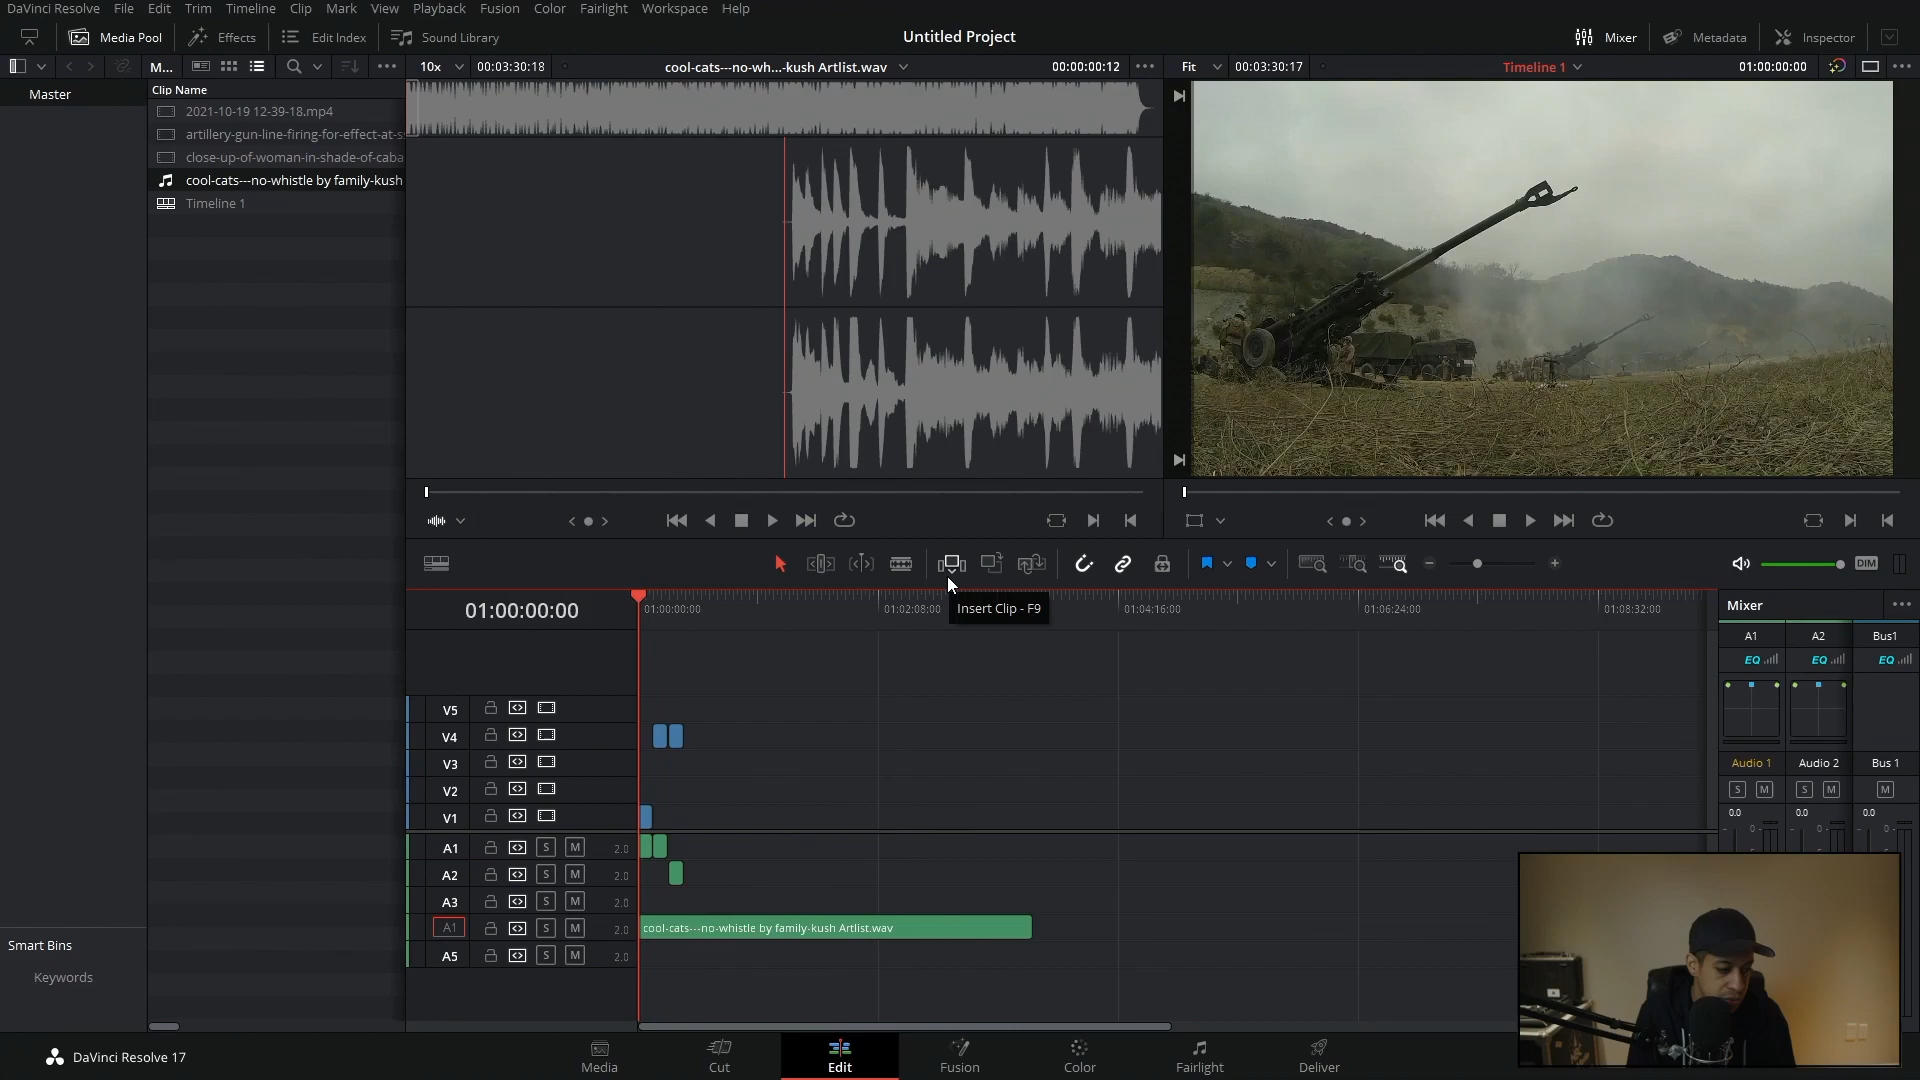 DaVinci Resolve File Edit Trim Timeline Clip Mark View Playback Fusion Color Fairlight Workspace Help
Media Pool Effects Edit Index Sound Library Untitled Project Mixer Metadata Inspector
M... 10x 00:03:30:18 cool-cats---no-wh...-kush Artlist.wav 00:00:00:12 Fit 00:03:30:17 Timeline 1 01:00:00:00
Master
Clip Name
2021-10-19 12-39-18.mp4
artillery-gun-line-firing-for-effect-at-s
close-up-of-woman-in-shade-of-caba
cool-cats---no-whistle by family-kush
Timeline 1
DIM
Insert Clip - F9
01:00:00:00
01:00:00:00 01:02:08:00 01:04:16:00 01:06:24:00 01:08:32:00
Mixer
A1 A2 Bus1
EQ EQ EQ
V5
V4
V3
V2
V1
A1 S M 2.0
A2 S M 2.0
A3 S M 2.0
A1 S M 2.0 cool-cats---no-whistle by family-kush Artlist.wav
A5 S M 2.0
Audio 1 Audio 2 Bus 1
S M S M M
0.0 0.0 0.0
0 0 0
Smart Bins
Keywords
DaVinci Resolve 17
Media Cut Edit Fusion Color Fairlight Deliver